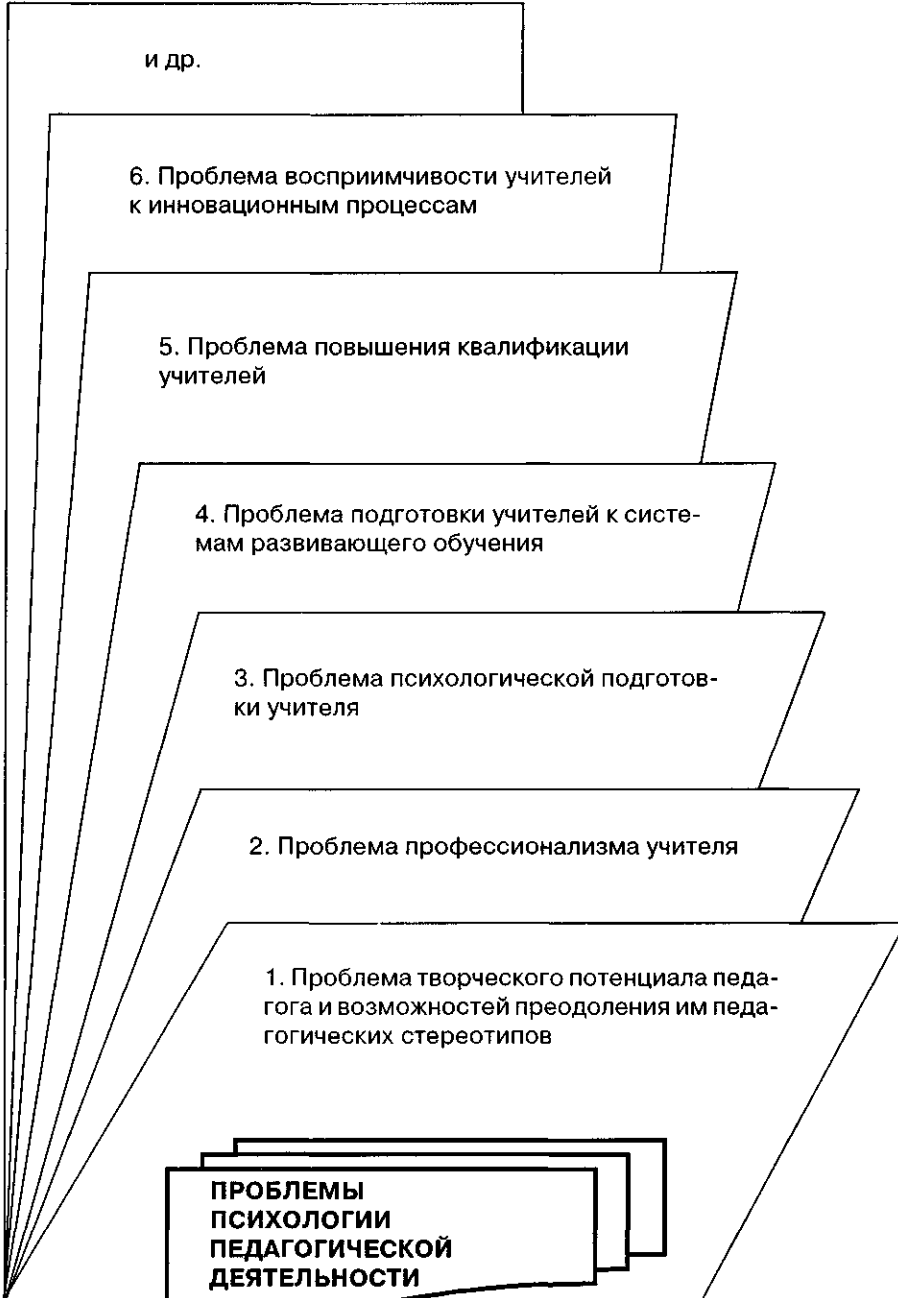 и др.
6. Проблема восприимчивости учителей
к инновационным процессам
5. Проблема повышения квалификации
учителей
4. Проблема подготовки учителей к систе-
мам развивающего обучения
3. Проблема психологической подготов-
ки учителя
2. Проблема профессионализма учителя
1. Проблема творческого потенциала педа-
гога и возможностей преодоления им педа-
гогических стереотипов
ПРОБЛЕМЫ
ПСИХОЛОГИИ
ПЕДАГОГИЧЕСКОЙ
ДЕЯТЕЛЬНОСТИ